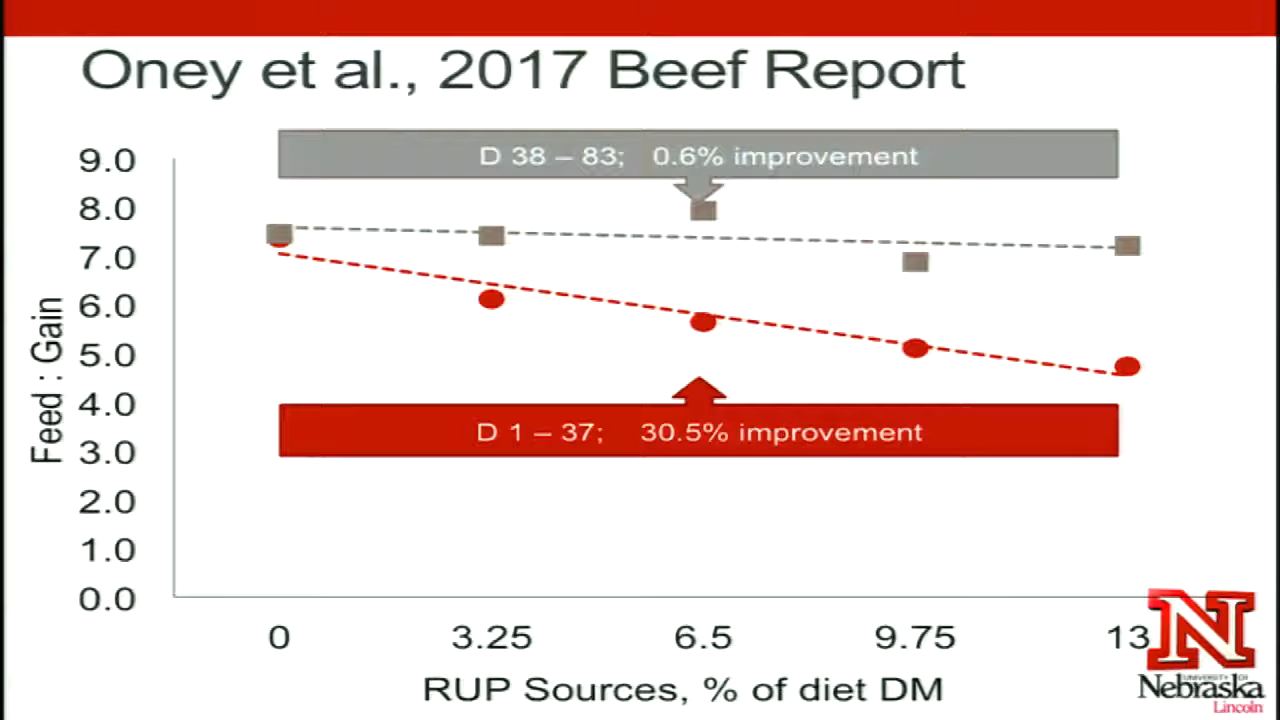 Oney et al., 2017 Beef Report
D 38 – 83; 0.6% improvement
9.0
8.0
7.0
6.0
5.0
4.0
3.0
2.0
1.0
0.0
Feed : Gain
D 1 – 37; 30.5% improvement
0 3.25 6.5 9.75 13
RUP Sources, % of diet DM
N
UNIVERSITY OF
Nebraska
Lincoln